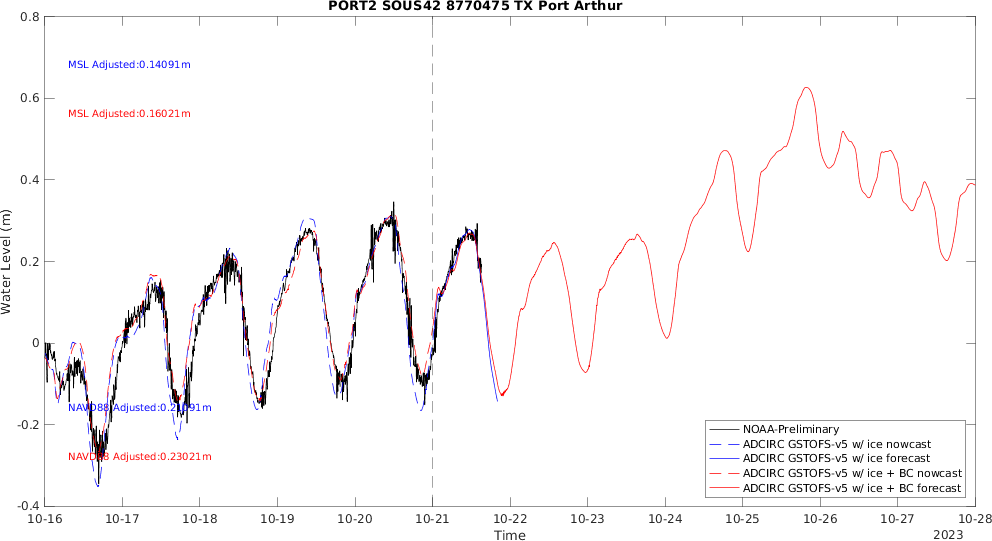 PORT2 SOUS42 8770475 TX Port Arthur
0.8
0.6
0.4
0.2
0
-0.2
-0.4
Water Level (m)
MSL Adjusted:0.14091m
MSL Adjusted:0.16021m
NAVD88 Adjusted:0.21091m
NAVD88 Adjusted:0.23021m
NOAA-Preliminary
ADCIRC GSTOFS-v5 w/ ice nowcast
ADCIRC GSTOFS-v5 w/ ice forecast
ADCIRC GSTOFS-v5 w/ ice + BC nowcast
ADCIRC GSTOFS-v5 w/ ice + BC forecast
10-16 10-17 10-18 10-19 10-20 10-21 10-22 10-23 10-24 10-25 10-26 10-27 10-28
Time
2023